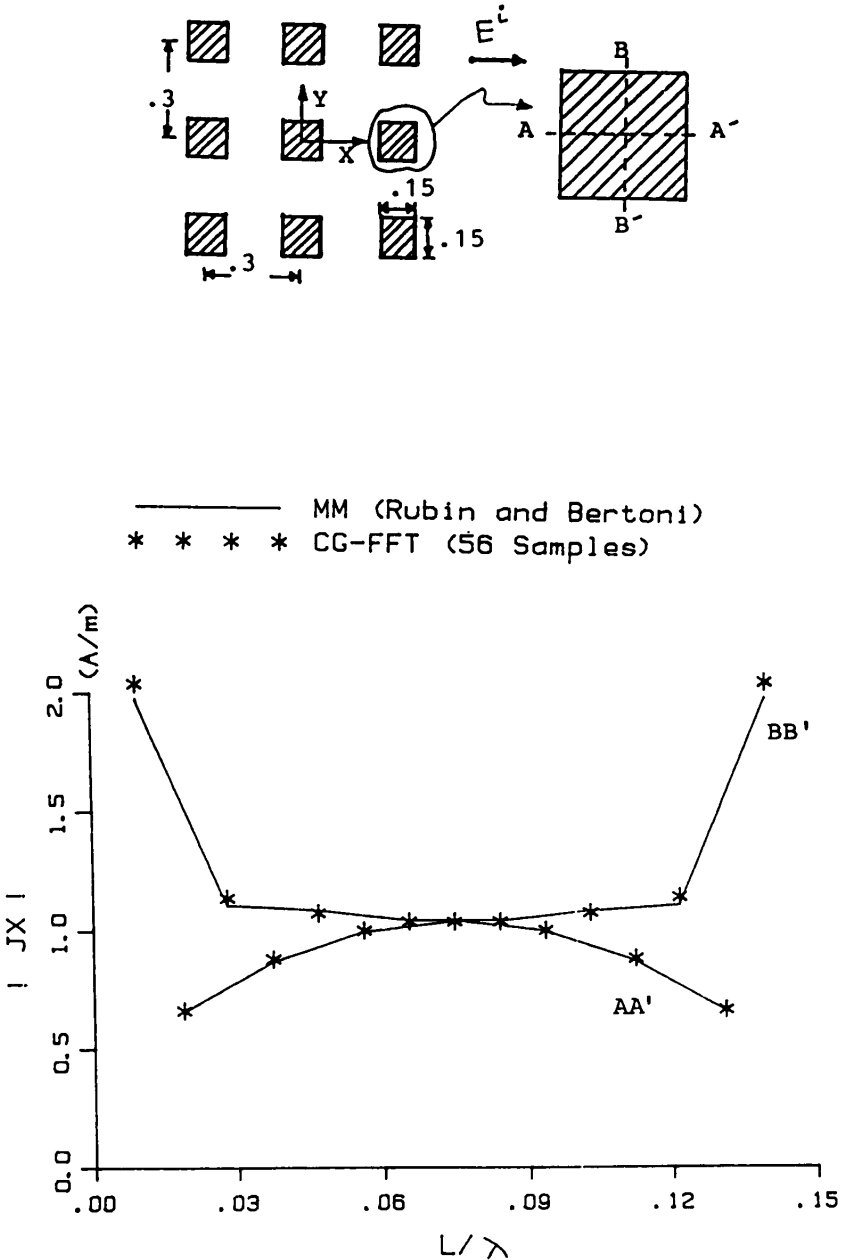 E i
B
.3
Y
A A'
X
.15
B'
.15
.3
MM (Rubin and Bertoni)
* * * * CG-FFT (56 Samples)
(A/m)
2.0
BB'
1.5
| JX |
1.0
AA'
0.5
0.0
.00 .03 .06 .09 .12 .15
L/λ